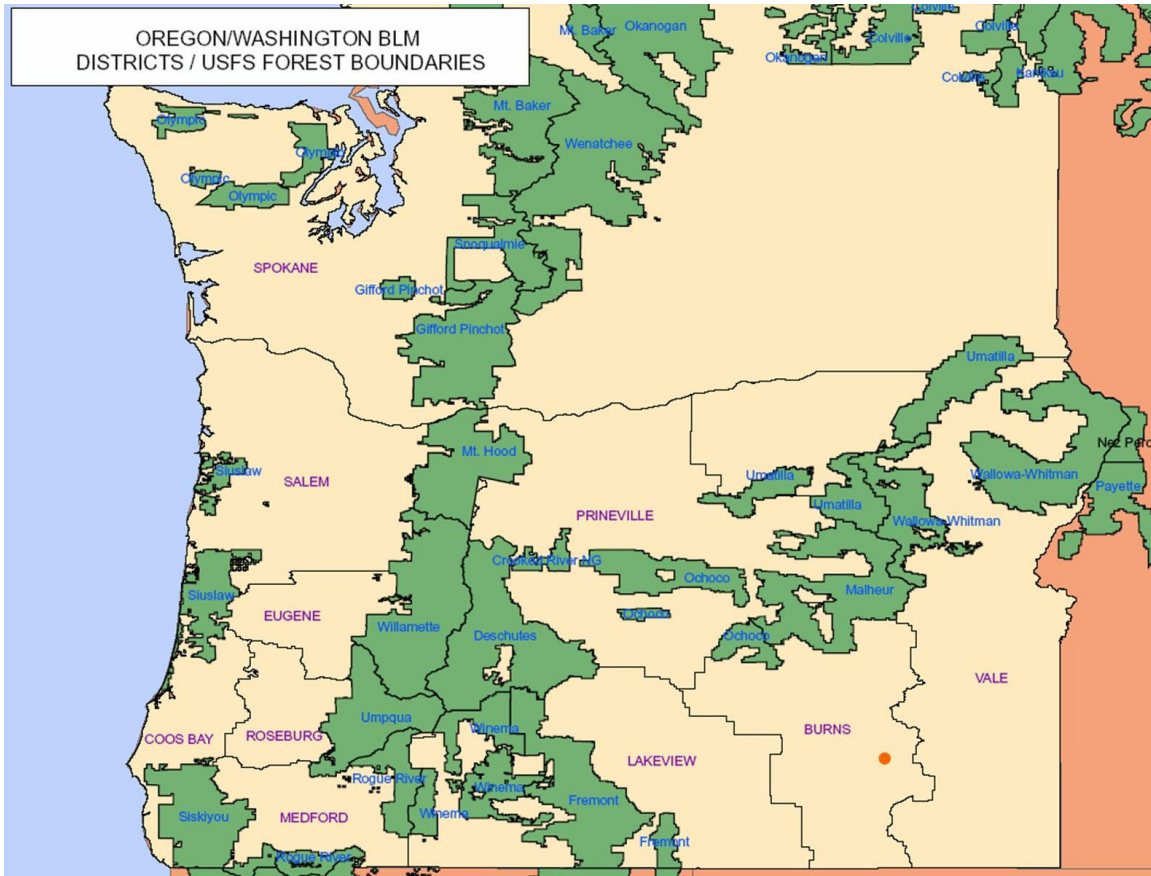 OREGON/WASHINGTON BLM
DISTRICTS / USFS FOREST BOUNDARIES
Mt. Baker
Okanogan
Colville
Colville
Colville
Okanogan
Colville
Kaniksu
Mt. Baker
Wenatchee
Olympic
Olympic
Olympic
Olympic
Snoqualmie
SPOKANE
Gifford Pinchot
Gifford Pinchot
Umatilla
Mt. Hood
Nez Perc
Siuslaw
SALEM
Umatilla
Wallowa-Whitman
Payette
Umatilla
PRINEVILLE
Wallowa-Whitman
Crooked River NG
Ochoco
Malheur
Siuslaw
EUGENE
Ochoco
Willamette
Deschutes
Ochoco
VALE
Umpqua
Winema
BURNS
COOS BAY
ROSEBURG
LAKEVIEW
Rogue River
Winema
Fremont
Siskiyou
MEDFORD
Winema
Fremont
Rogue River